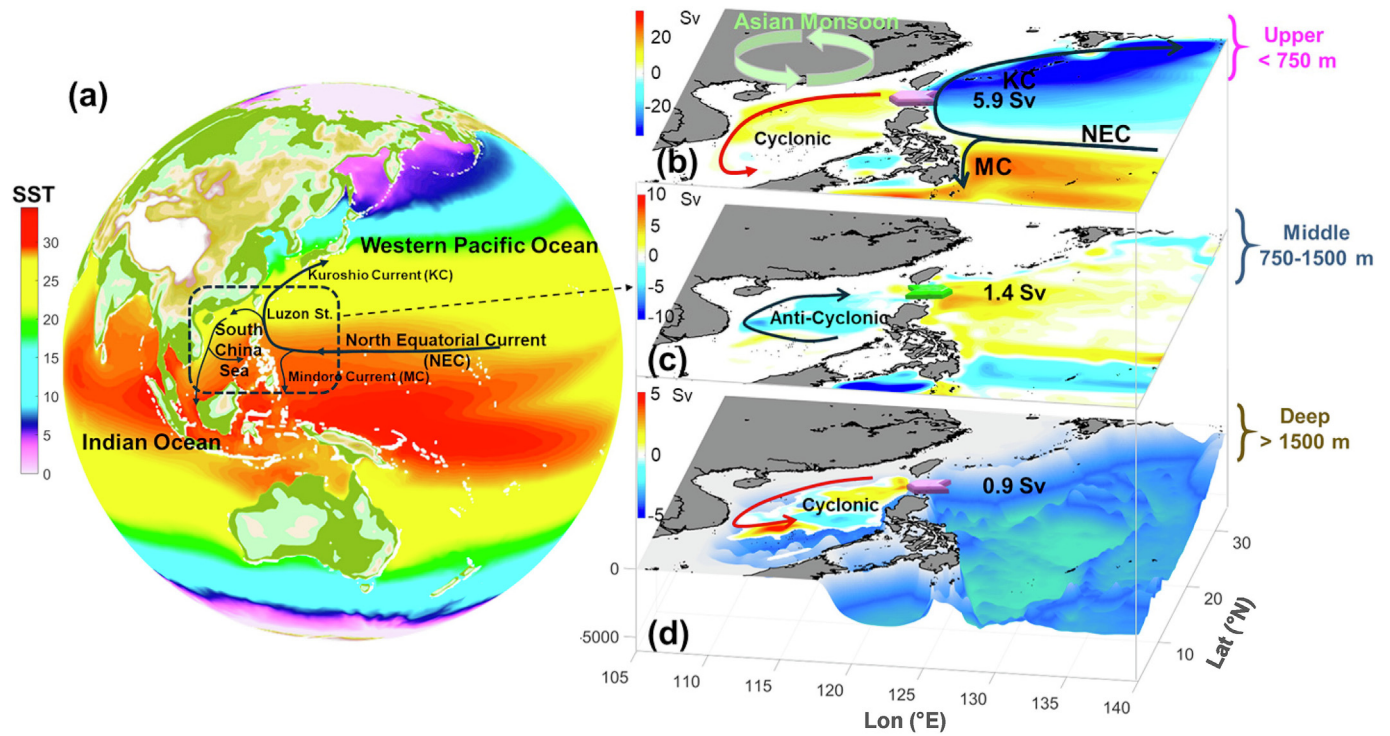 (a)
SST
30
25
20
15
10
5
0
Western Pacific Ocean
Kuroshio Current (KC)
Luzon St.
South
China
Sea
North Equatorial Current
(NEC)
Mindoro Current (MC)
Indian Ocean
Sv
20
0
-20
Asian Monsoon
KC
5.9 Sv
Cyclonic
NEC
MC
(b)
Upper
< 750 m
Sv
10
5
0
-5
-10
1.4 Sv
Anti-Cyclonic
(c)
Middle
750-1500 m
5
Sv
0
-5
0.9 Sv
Cyclonic
(d)
Deep
> 1500 m
0
-5000
105
110
115
120
125
130
135
140
Lon (°E)
10
20
30
Lat (°N)